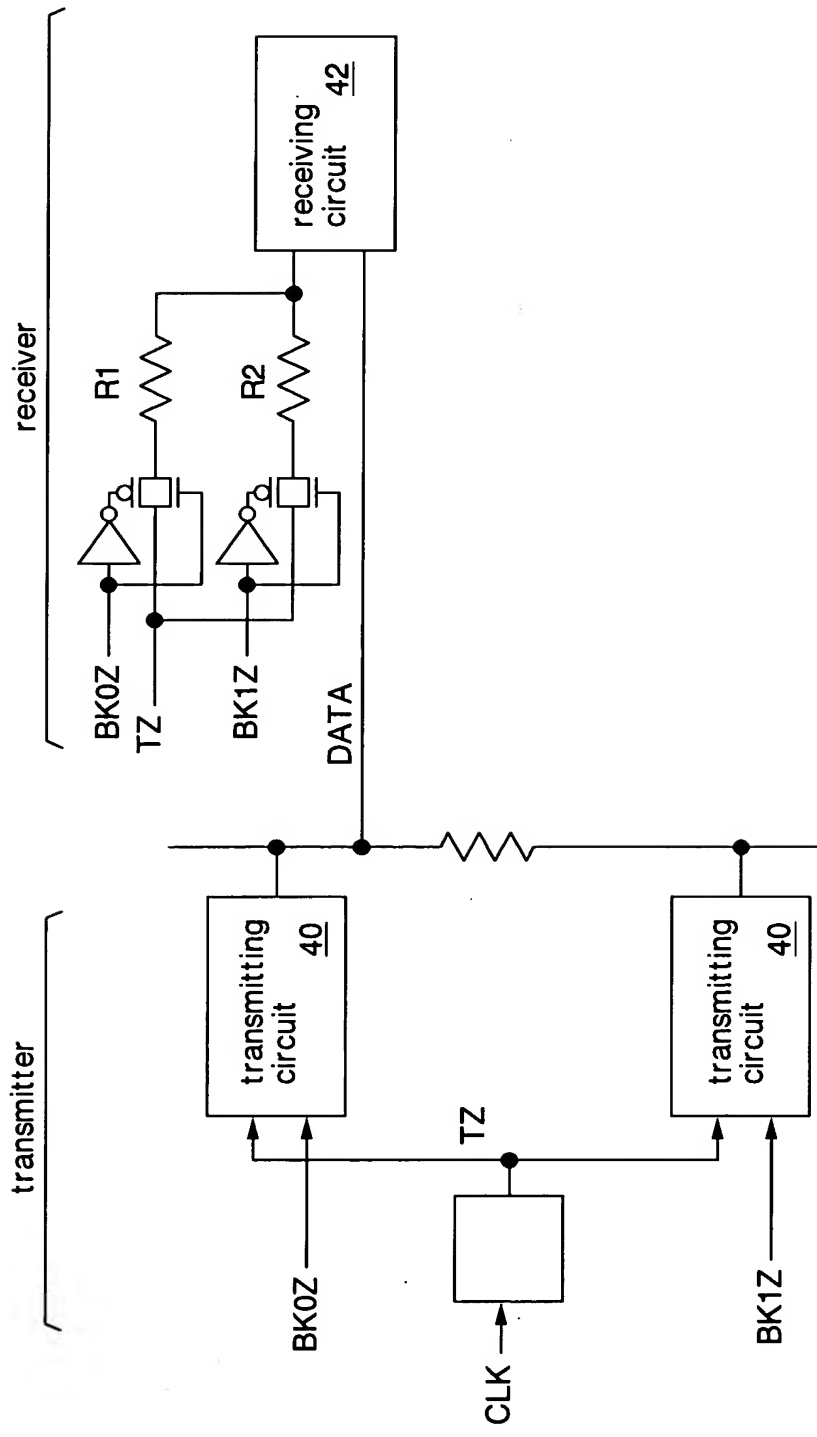 transmitter
receiver
BK0Z
TZ
BK1Z
DATA
R1
R2
receiving
circuit
42
transmitting
circuit
40
TZ
BK0Z
CLK
transmitting
circuit
40
BK1Z